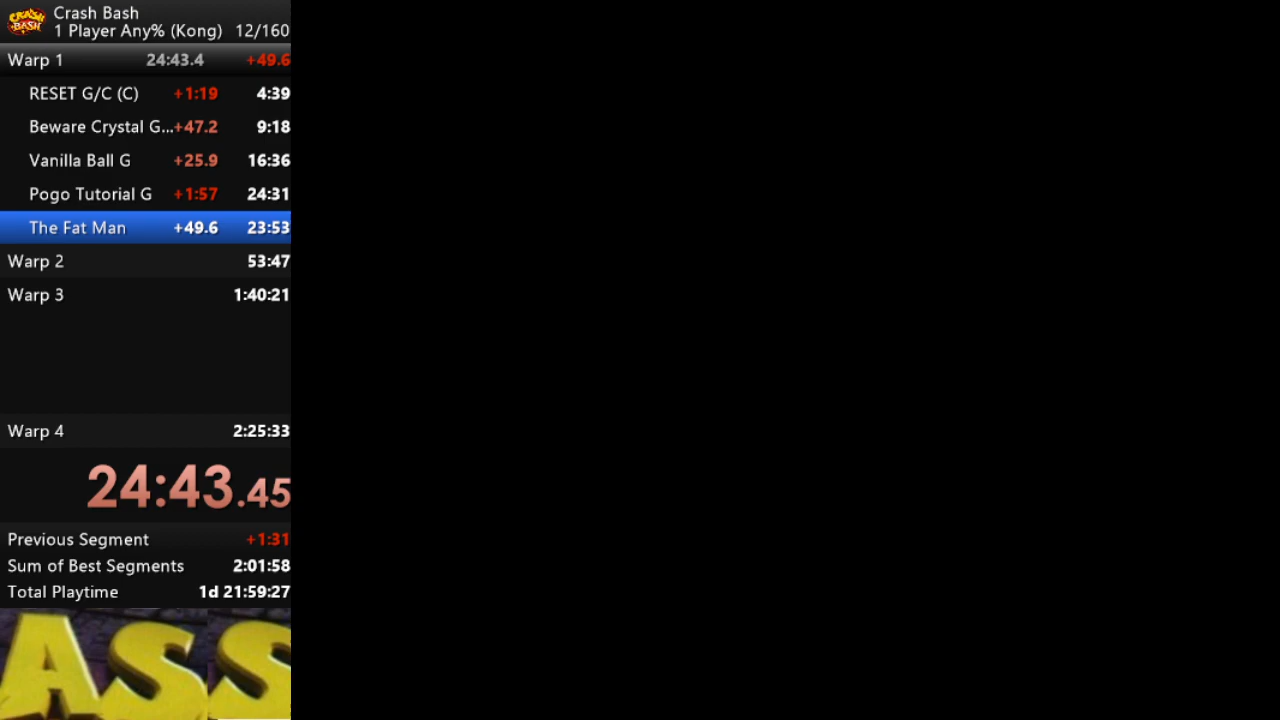 CRASH
BASH
Crash Bash
1 Player Any% (Kong) 12/160
Warp 1 24:43.4 +49.6
RESET G/C (C) +1:19 4:39
Beware Crystal G...+47.2 9:18
Vanilla Ball G +25.9 16:36
Pogo Tutorial G +1:57 24:31
The Fat Man +49.6 23:53
Warp 2 53:47
Warp 3 1:40:21
Warp 4 2:25:33
24:43.45
Previous Segment +1:31
Sum of Best Segments 2:01:58
Total Playtime 1d 21:59:27
ASS